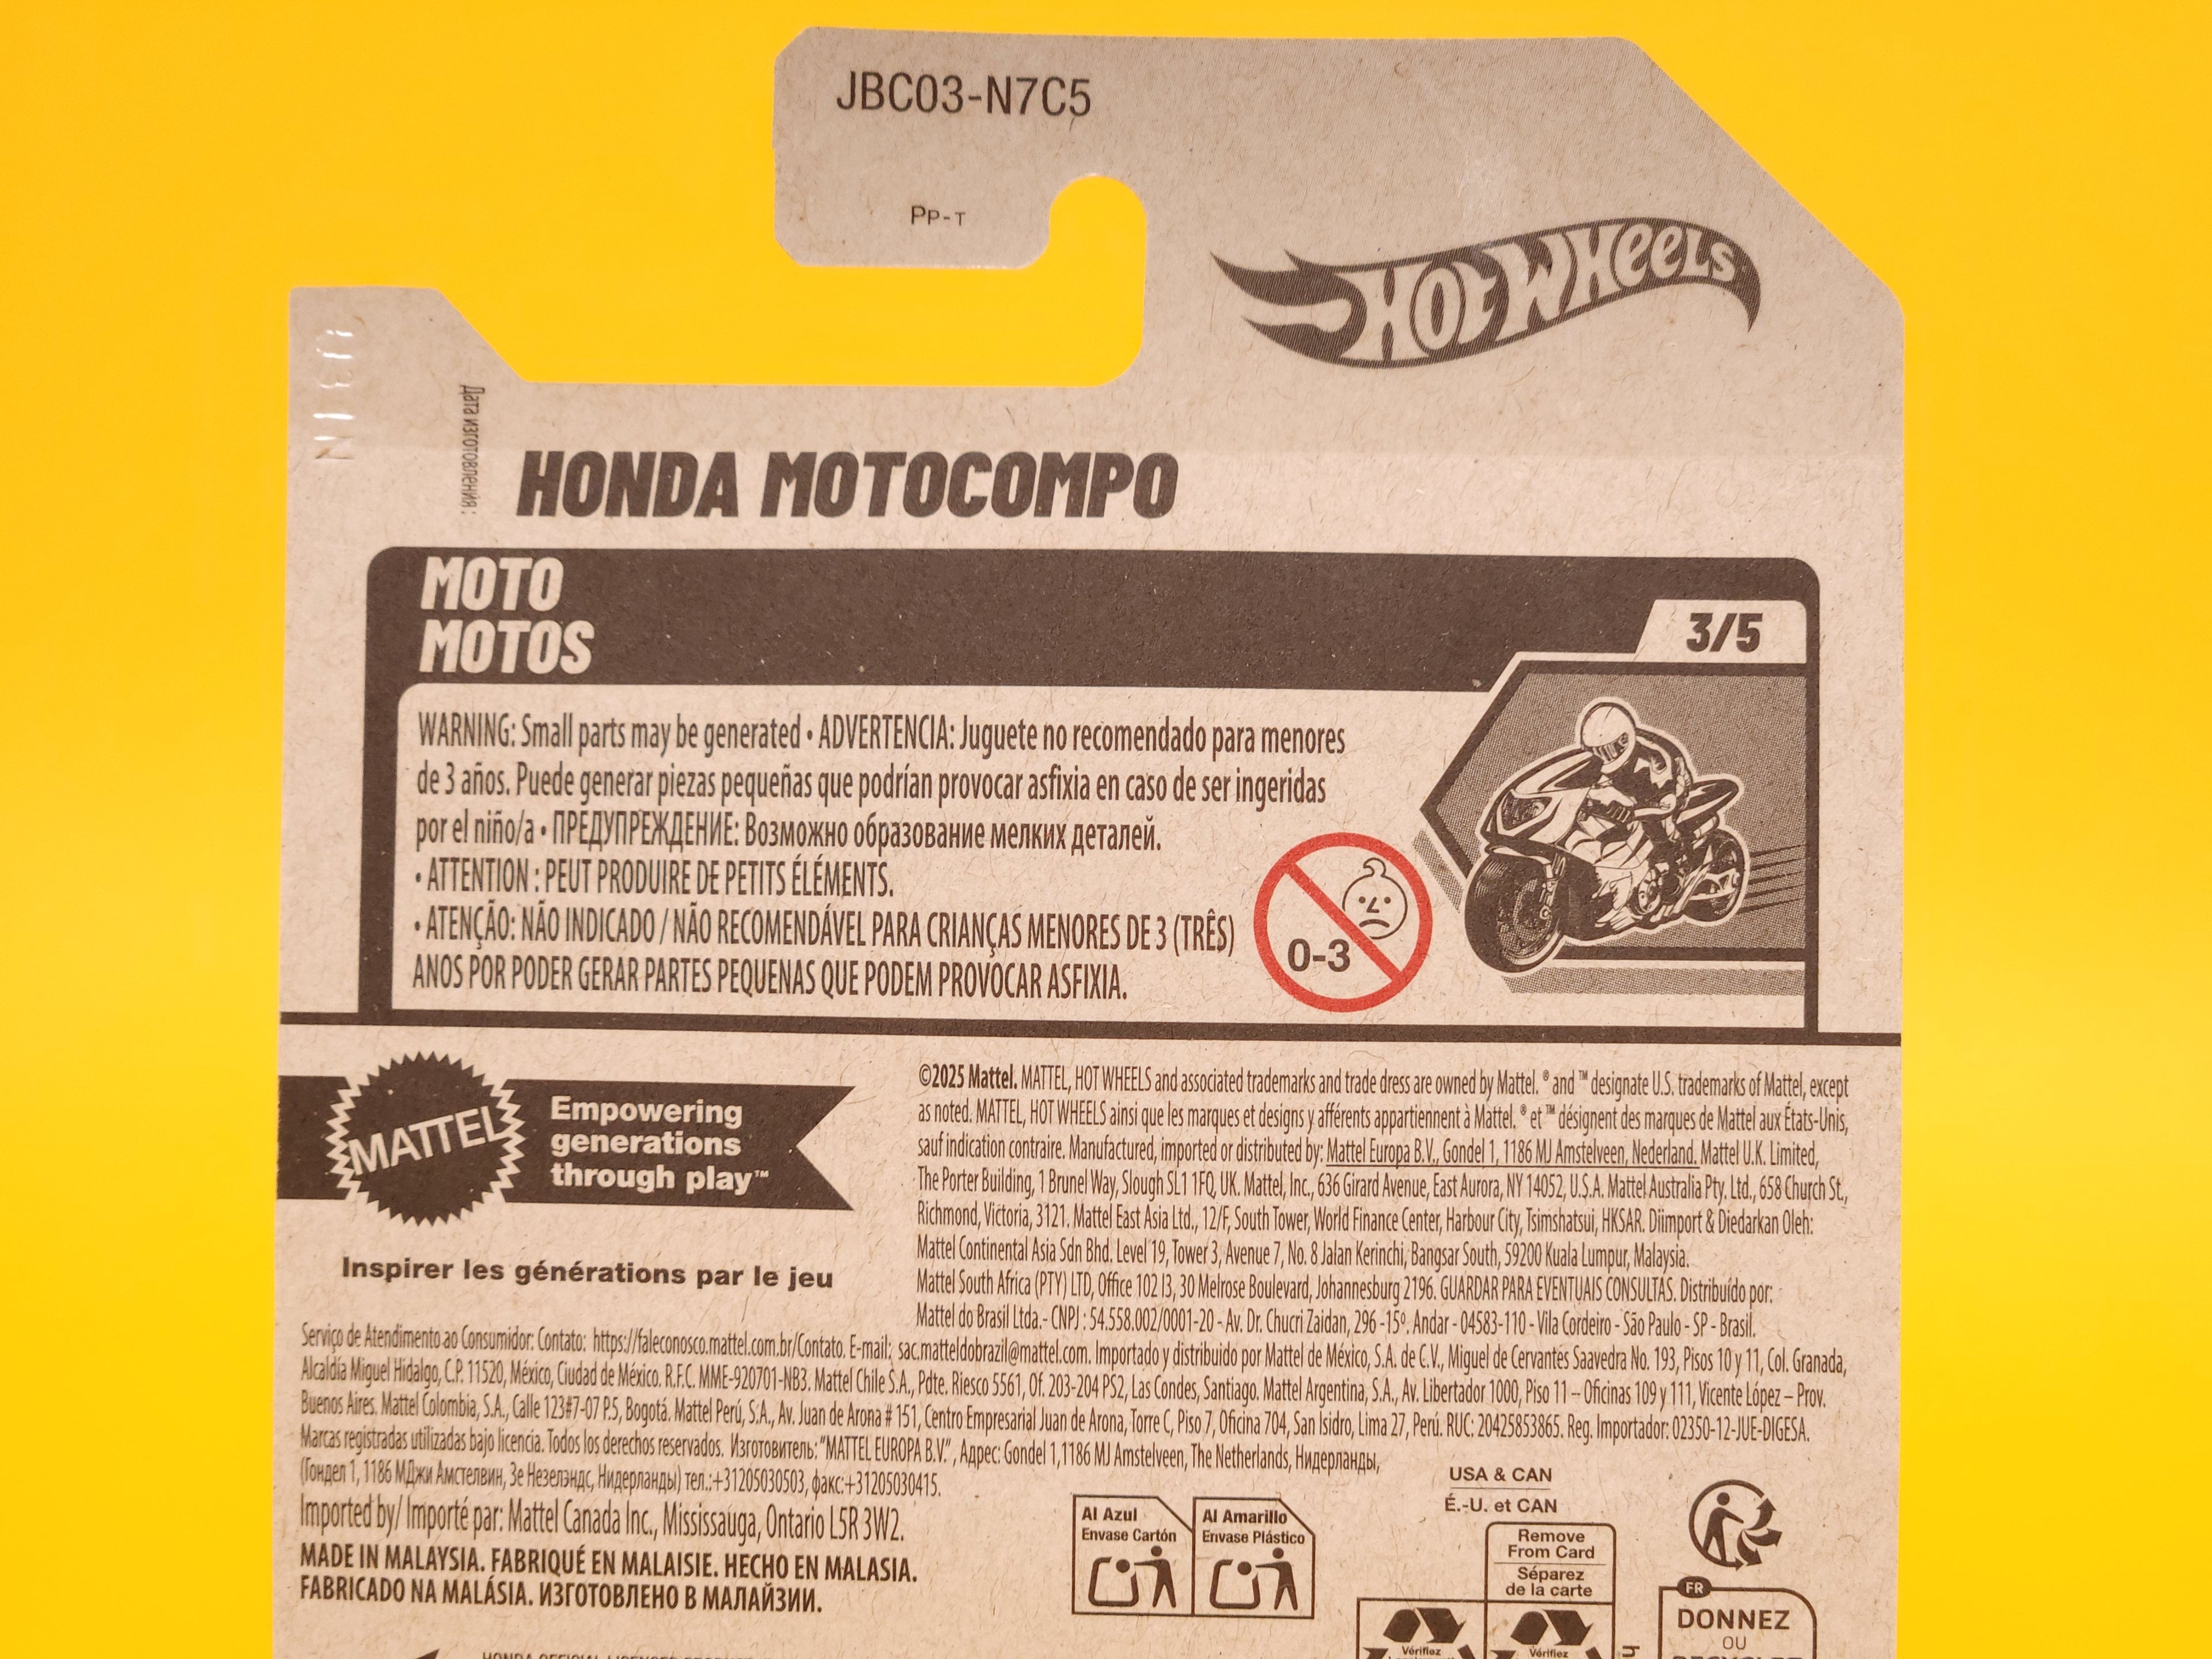 JBC03-N7C5
PP-T
HOT WHEELS
Дата изготовления :
HONDA MOTOCOMPO
MOTO
MOTOS
3/5
WARNING: Small parts may be generated • ADVERTENCIA: Juguete no recomendado para menores
de 3 años. Puede generar piezas pequeñas que podrían provocar asfixia en caso de ser ingeridas
por el niño/a • ПРЕДУПРЕЖДЕНИЕ: Возможно образование мелких деталей.
• ATTENTION : PEUT PRODUIRE DE PETITS ÉLÉMENTS.
• ATENÇÃO: NÃO INDICADO / NÃO RECOMENDÁVEL PARA CRIANÇAS MENORES DE 3 (TRÊS)
ANOS POR PODER GERAR PARTES PEQUENAS QUE PODEM PROVOCAR ASFIXIA.
0-3
MATTEL
Empowering
generations
through play™
Inspirer les générations par le jeu
©2025 Mattel. MATTEL, HOT WHEELS and associated trademarks and trade dress are owned by Mattel. ® and ™ designate U.S. trademarks of Mattel, except
as noted. MATTEL, HOT WHEELS ainsi que les marques et designs y afférents appartiennent à Mattel. ® et ™ désignent des marques de Mattel aux États-Unis,
sauf indication contraire. Manufactured, imported or distributed by: Mattel Europa B.V., Gondel 1, 1186 MJ Amstelveen, Nederland. Mattel U.K. Limited,
The Porter Building, 1 Brunel Way, Slough SL1 1FQ, UK. Mattel, Inc., 636 Girard Avenue, East Aurora, NY 14052, U.S.A. Mattel Australia Pty. Ltd., 658 Church St.,
Richmond, Victoria, 3121. Mattel East Asia Ltd., 12/F, South Tower, World Finance Center, Harbour City, Tsimshatsui, HKSAR. Diimport & Diedarkan Oleh:
Mattel Continental Asia Sdn Bhd. Level 19, Tower 3, Avenue 7, No. 8 Jalan Kerinchi, Bangsar South, 59200 Kuala Lumpur, Malaysia.
Mattel South Africa (PTY) LTD, Office 102 I3, 30 Melrose Boulevard, Johannesburg 2196. GUARDAR PARA EVENTUAIS CONSULTAS. Distribuído por:
Mattel do Brasil Ltda.- CNPJ : 54.558.002/0001-20 - Av. Dr. Chucri Zaidan, 296 -15º. Andar - 04583-110 - Vila Cordeiro - São Paulo - SP - Brasil.
Serviço de Atendimento ao Consumidor: Contato: https://faleconosco.mattel.com.br/Contato. E-mail: sac.matteldobrazil@mattel.com. Importado y distribuido por Mattel de México, S.A. de C.V., Miguel de Cervantes Saavedra No. 193, Pisos 10 y 11, Col. Granada,
Alcaldía Miguel Hidalgo, C.P. 11520, México, Ciudad de México. R.F.C. MME-920701-NB3. Mattel Chile S.A., Pdte. Riesco 5561, Of. 203-204 PS2, Las Condes, Santiago. Mattel Argentina, S.A., Av. Libertador 1000, Piso 11 – Oficinas 109 y 111, Vicente López – Prov.
Buenos Aires. Mattel Colombia, S.A., Calle 123#7-07 P.5, Bogotá. Mattel Perú, S.A., Av. Juan de Arona # 151, Centro Empresarial Juan de Arona, Torre C, Piso 7, Oficina 704, San Isidro, Lima 27, Perú. RUC: 20425853865. Reg. Importador: 02350-12-JUE-DIGESA.
Marcas registradas utilizadas bajo licencia. Todos los derechos reservados. Изготовитель: "MATTEL EUROPA B.V.", Адрес: Gondel 1,1186 MJ Amstelveen, The Netherlands, Нидерланды,
(Гондел 1, 1186 МДжи Амстелвин, Зе Незелэндс, Нидерланды) тел.:+31205030503, факс:+31205030415.
Imported by/ Importé par: Mattel Canada Inc., Mississauga, Ontario L5R 3W2.
MADE IN MALAYSIA. FABRIQUÉ EN MALAISIE. HECHO EN MALASIA.
FABRICADO NA MALÁSIA. ИЗГОТОВЛЕНО В МАЛАЙЗИИ.
Al Azul
Envase Cartón
Al Amarillo
Envase Plástico
USA & CAN
É.-U. et CAN
Remove
From Card
Séparez
de la carte
Vérifiez
Vérifiez
FR
DONNEZ
OU